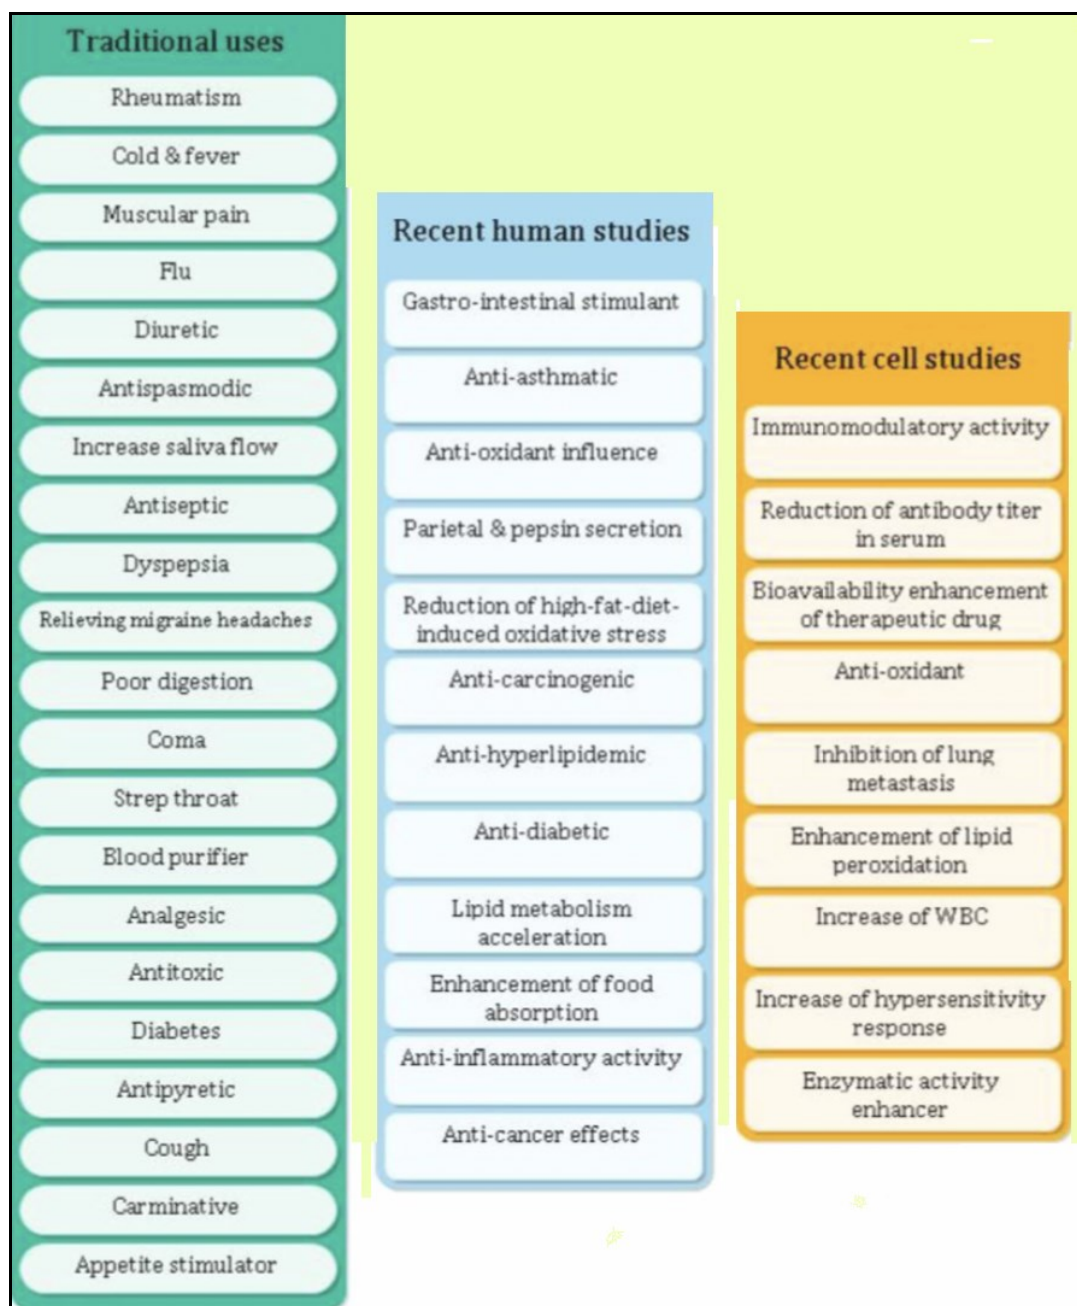 Traditional uses
Rheumatism
Cold & fever
Muscular pain
Flu
Diuretic
Antispasmodic
Increase saliva flow
Antiseptic
Dyspepsia
Relieving migraine headaches
Poor digestion
Coma
Strep throat
Blood purifier
Analgesic
Antitoxic
Diabetes
Antipyretic
Cough
Carminative
Appetite stimulator
Recent human studies
Gastro-intestinal stimulant
Anti-asthmatic
Anti-oxidant influence
Parietal & pepsin secretion
Reduction of high-fat-diet-
induced oxidative stress
Anti-carcinogenic
Anti-hyperlipidemic
Anti-diabetic
Lipid metabolism
acceleration
Enhancement of food
absorption
Anti-inflammatory activity
Anti-cancer effects
Recent cell studies
Immunomodulatory activity
Reduction of antibody titer
in serum
Bioavailability enhancement
of therapeutic drug
Anti-oxidant
Inhibition of lung
metastasis
Enhancement of lipid
peroxidation
Increase of WBC
Increase of hypersensitivity
response
Enzymatic activity
enhancer